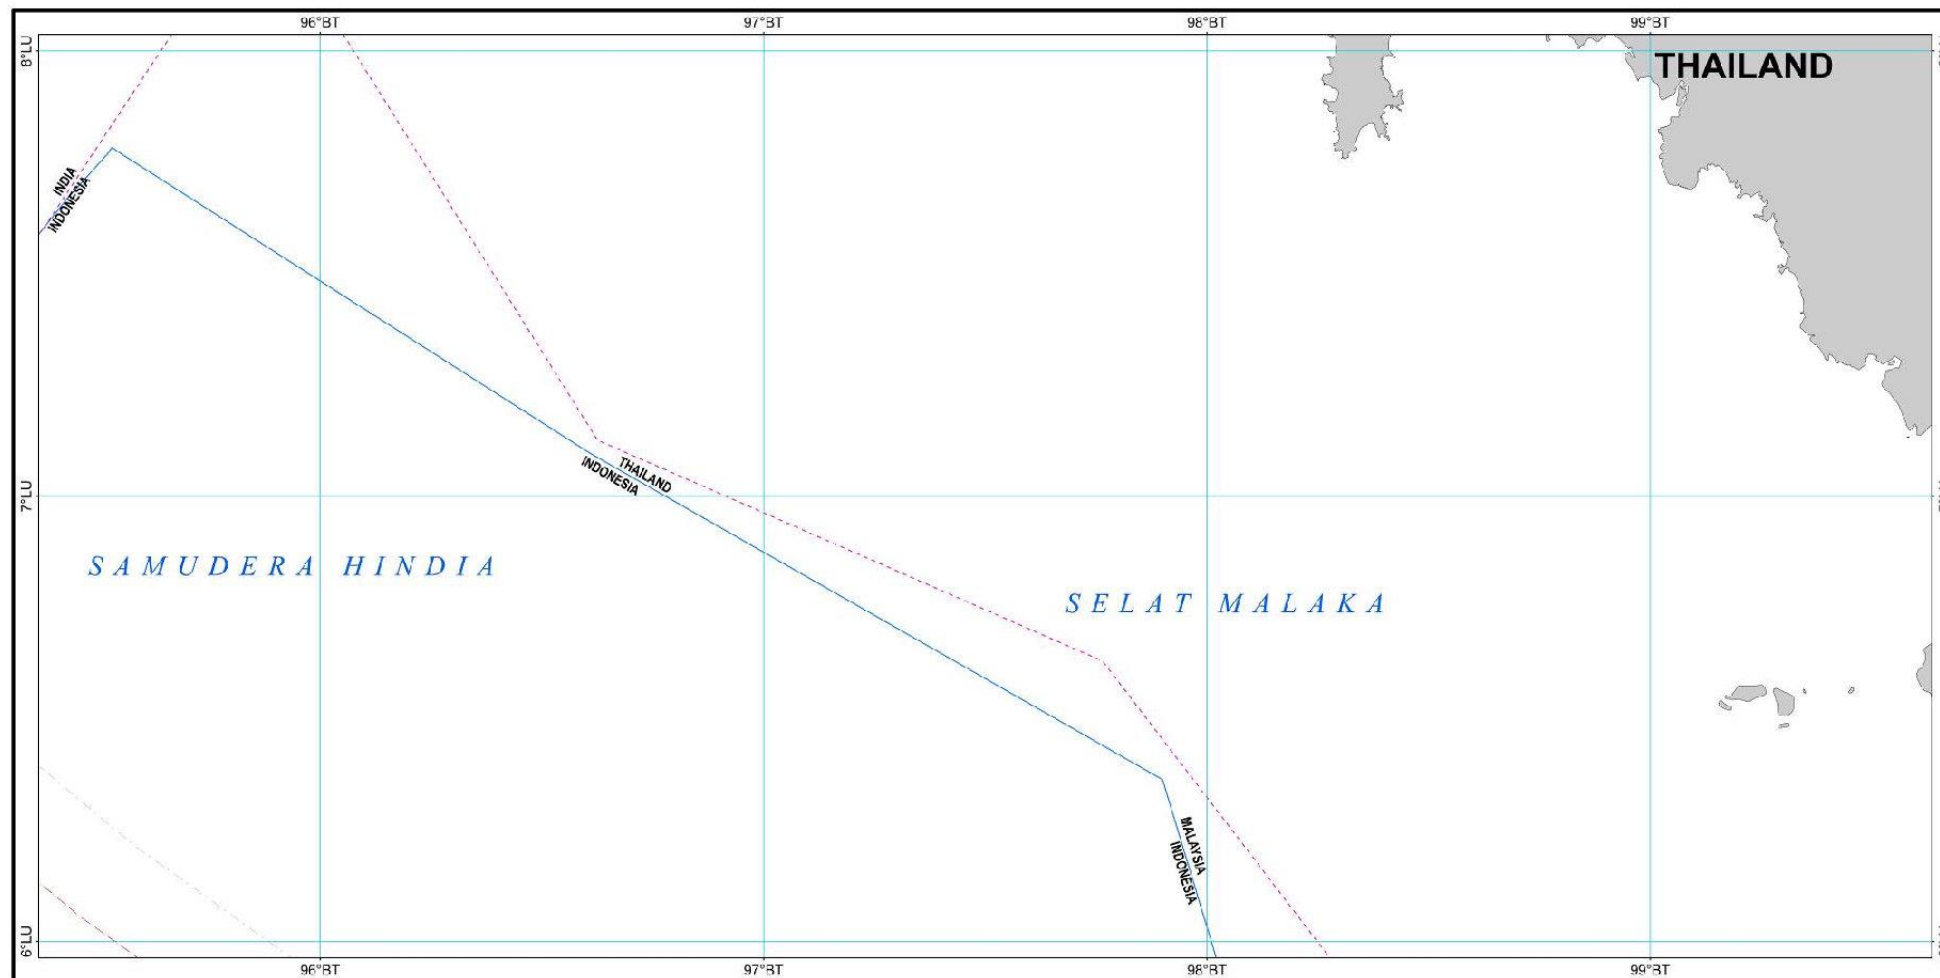 96°BT
97°BT
98°BT
99°BT
8°LU
THAILAND
INDIA
INDONESIA
THAILAND
INDONESIA
7°LU
SAMUDERA HINDIA
SELAT MALAKA
MALAYSIA
INDONESIA
6°LU
96°BT
97°BT
98°BT
99°BT